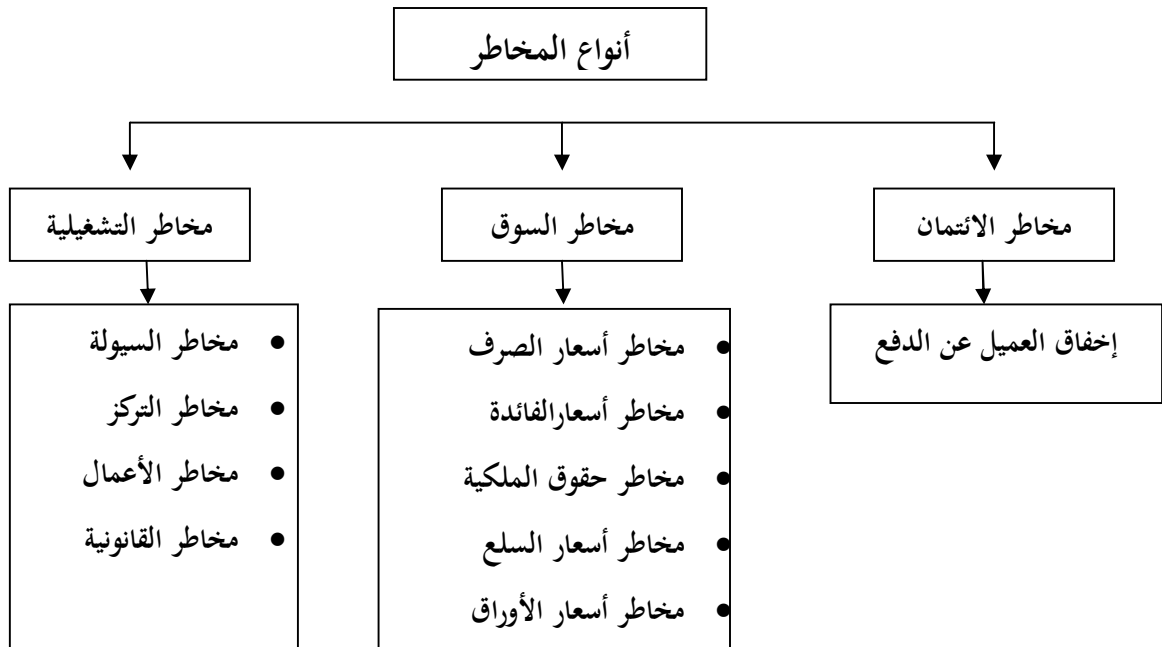 أنواع المخاطر
مخاطر الائتمان
مخاطر السوق
مخاطر التشغيلية
إخفاق العميل عن الدفع
• مخاطر أسعار الصرف
• مخاطر أسعارالفائدة
• مخاطر حقوق الملكية
• مخاطر أسعار السلع
• مخاطر أسعار الأوراق
• مخاطر السيولة
• مخاطر التركز
• مخاطر الأعمال
• مخاطر القانونية